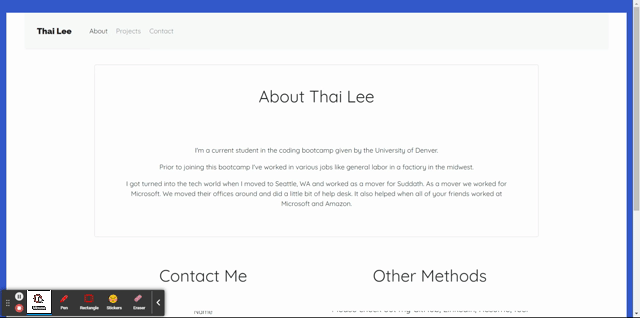 Thai Lee About Projects Contact
About Thai Lee
I'm a current student in the coding bootcamp given by the University of Denver.
Prior to joining this bootcamp I've worked in various jobs like general labor in a factiory in the midwest.
I got turned into the tech world when I moved to Seattle, WA and worked as a mover for Suddath. As a mover we worked for
Microsoft. We moved their offices around and did a little bit of help desk. It also helped when all of your friends worked at
Microsoft and Amazon.
Contact Me Other Methods
Name
Pen Rectangle Stickers Eraser